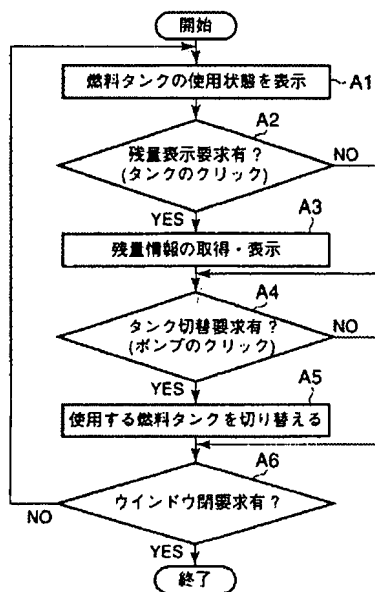 開始
燃料タンクの使用状態を表示
A1
A2
残量表示要求有？
(タンクのクリック)
NO
YES
A3
残量情報の取得・表示
A4
タンク切替要求有？
(ポンプのクリック)
NO
YES
A5
使用する燃料タンクを切り替える
A6
ウインドウ閉要求有？
NO
YES
終了